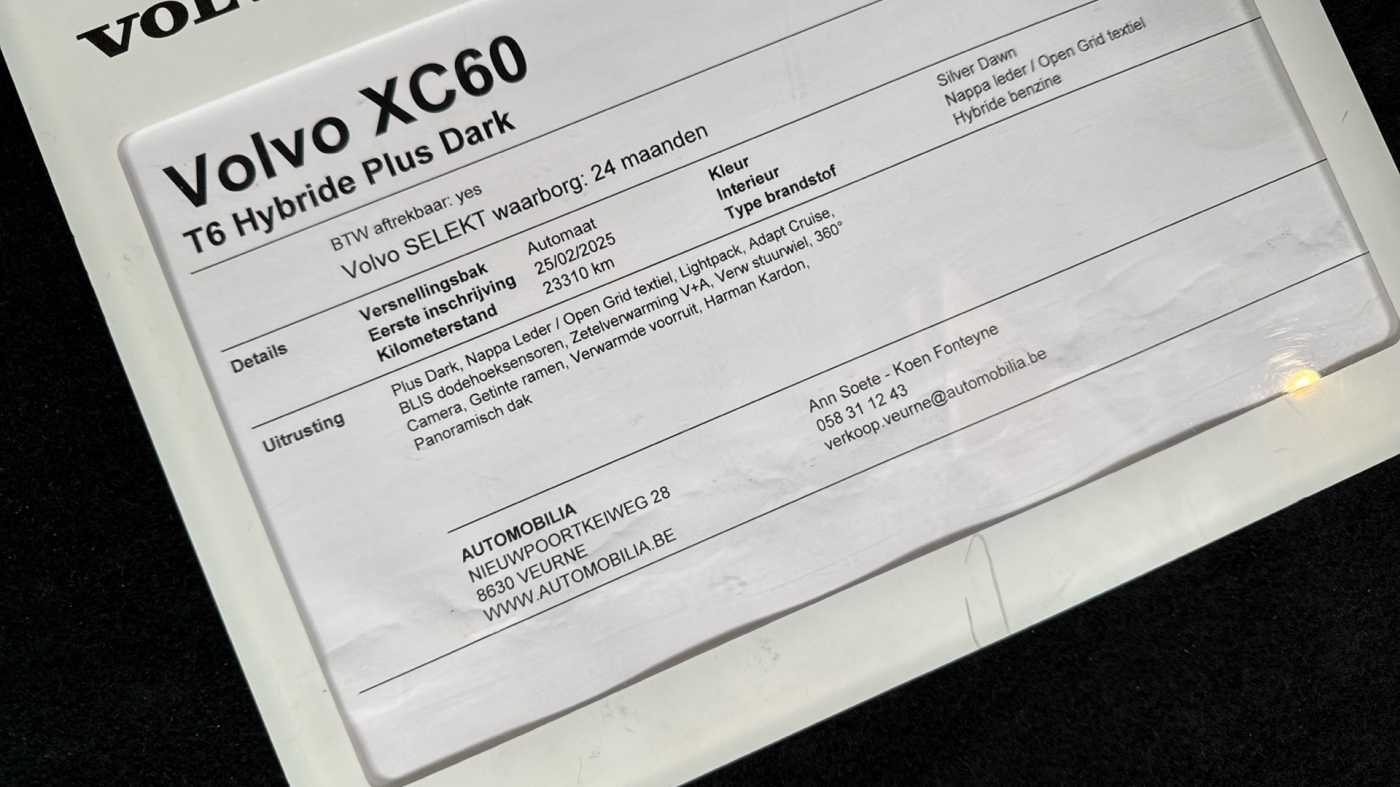 Volvo XC60
T6 Hybride Plus Dark
BTW aftrekbaar: yes
Volvo SELEKT waarborg: 24 maanden
Details
Versnellingsbak Automaat
Eerste inschrijving 25/02/2025
Kilometerstand 23310 km
Kleur Silver Dawn
Interieur Nappa leder / Open Grid textiel
Type brandstof Hybride benzine
Uitrusting
Plus Dark, Nappa Leder / Open Grid textiel, Lightpack, Adapt Cruise,
BLIS dodehoeksensoren, Zetelverwarming V+A, Verw stuurwiel, 360°
Camera, Getinte ramen, Verwarmde voorruit, Harman Kardon,
Panoramisch dak
AUTOMOBILIA
NIEUWPOORTKEIWEG 28
8630 VEURNE
WWW.AUTOMOBILIA.BE
Ann Soete - Koen Fonteyne
058 31 12 43
verkoop.veurne@automobilia.be